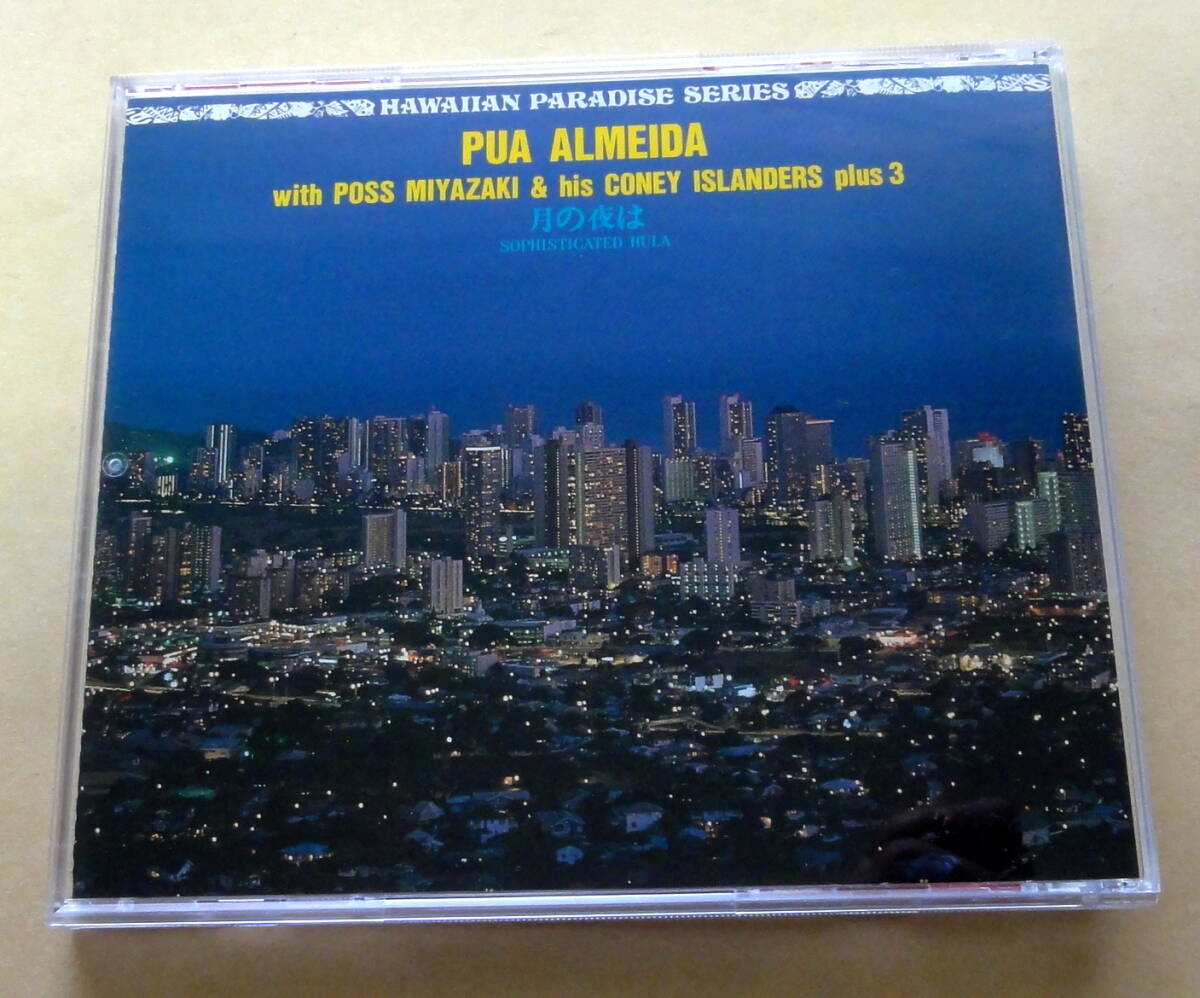 HAWAIIAN PARADISE SERIES
PUA ALMEIDA
with POSS MIYAZAKI & his CONEY ISLANDERS plus 3
月の夜は
SOPHISTICATED HULA